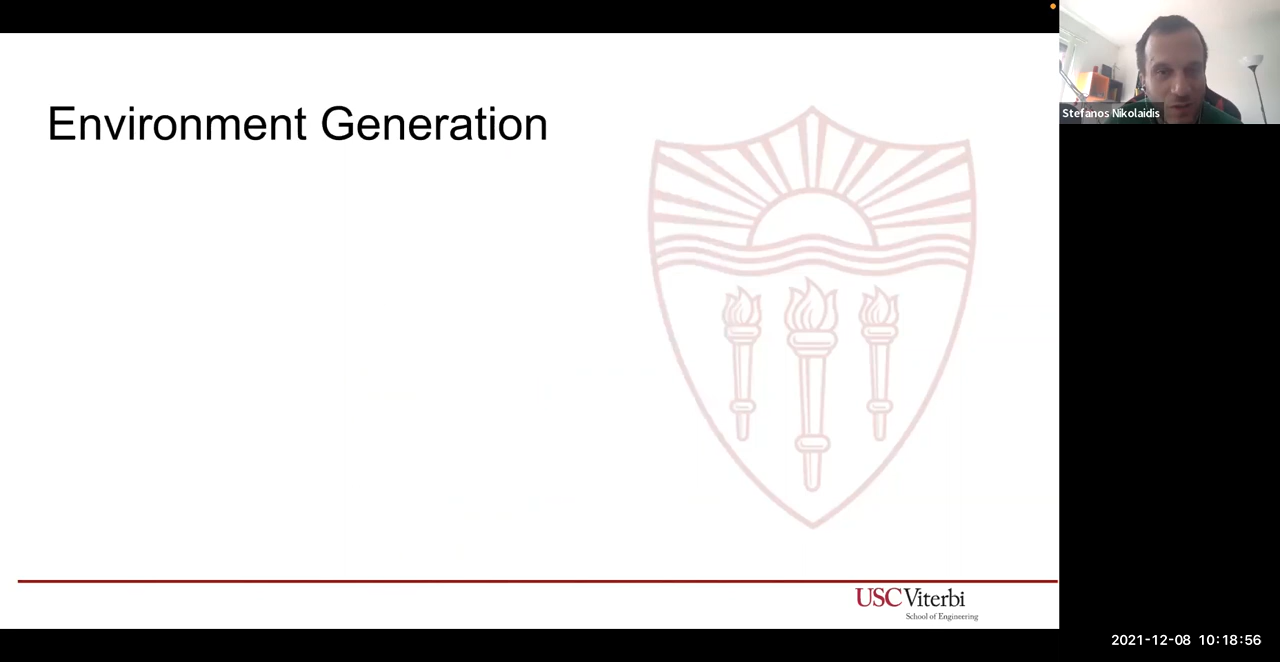 Environment Generation
Stefanos Nikolaidis
USC Viterbi
School of Engineering
2021-12-08 10:18:56